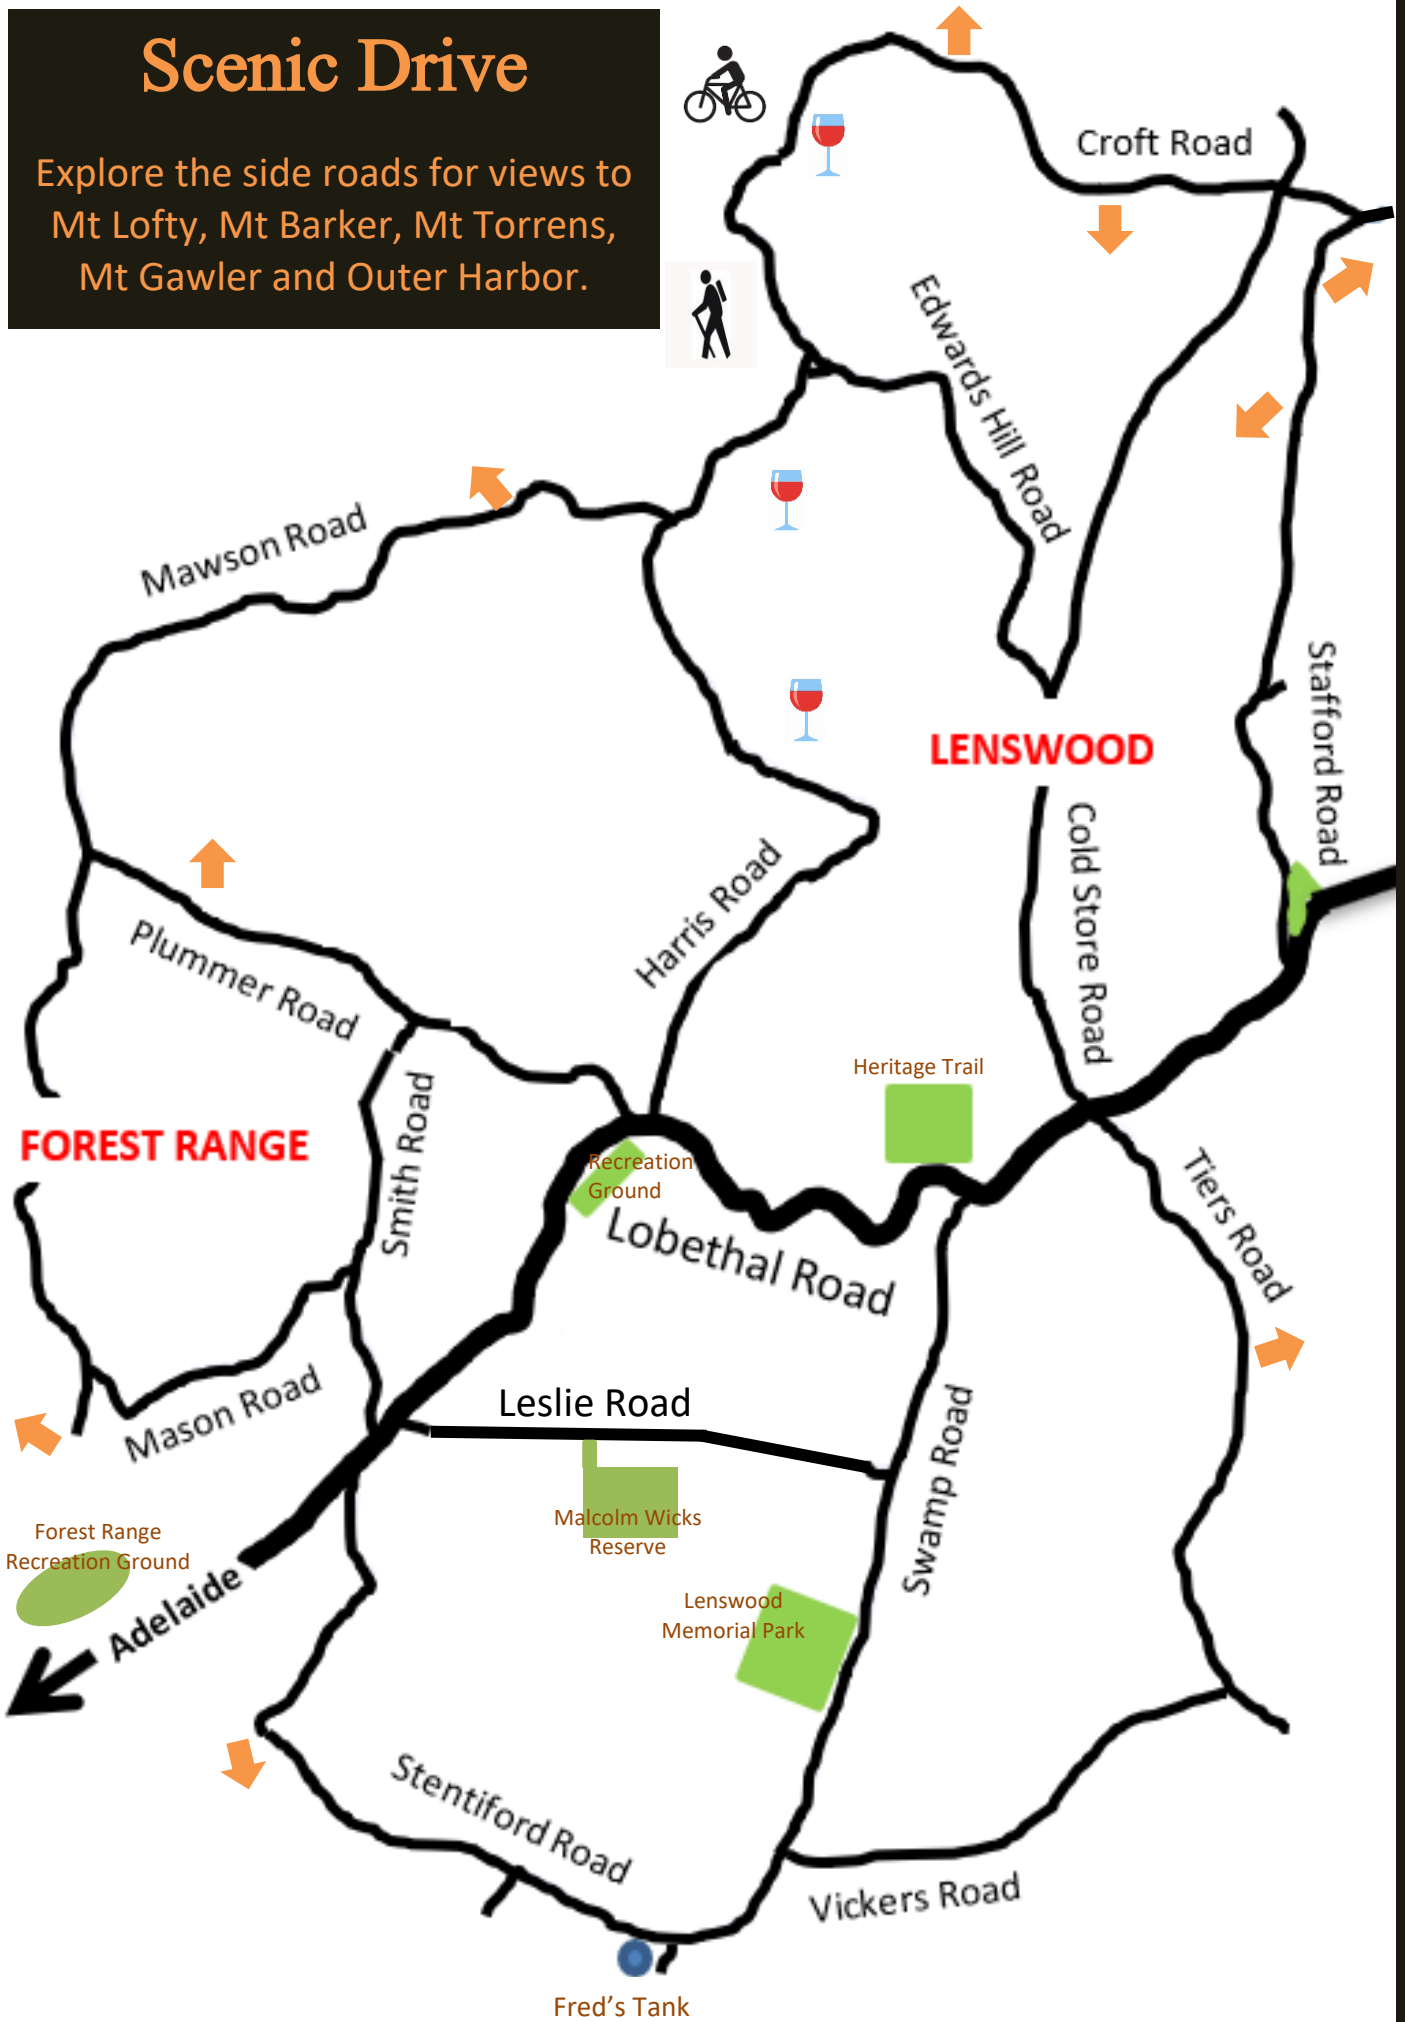 Scenic Drive
Explore the side roads for views to
Mt Lofty, Mt Barker, Mt Torrens,
Mt Gawler and Outer Harbor.
Croft Road
Edwards Hill Road
Mawson Road
Stafford Road
LENSWOOD
Cold Store Road
Harris Road
Plummer Road
Heritage Trail
Smith Road
FOREST RANGE
Recreation
Ground
Tiers Road
Lobethal Road
Mason Road
Leslie Road
Swamp Road
Malcolm Wicks
Reserve
Forest Range
Recreation Ground
Adelaide
Lenswood
Memorial Park
Stentiford Road
Vickers Road
Fred's Tank